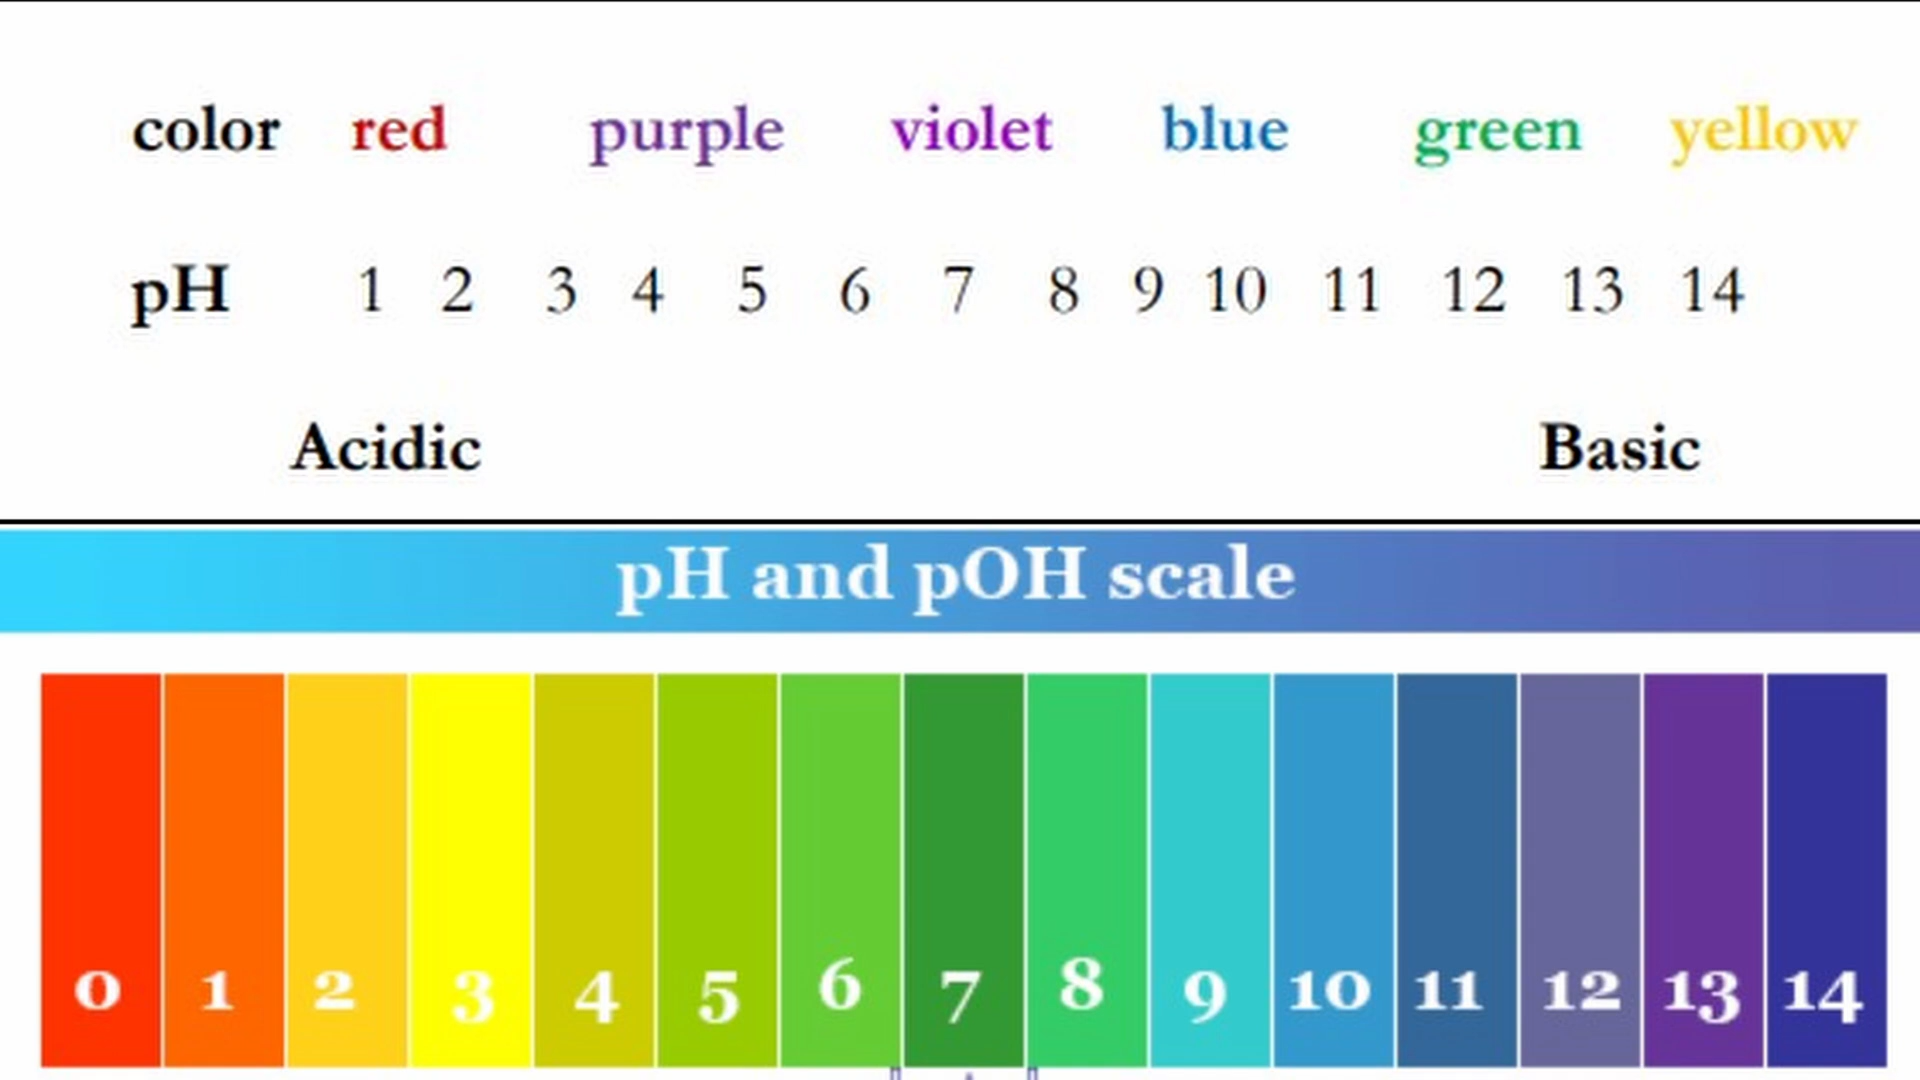 color red purple violet blue green yellow
pH 1 2 3 4 5 6 7 8 9 10 11 12 13 14
Acidic Basic
pH and pOH scale
0 1 2 3 4 5 6 7 8 9 10 11 12 13 14